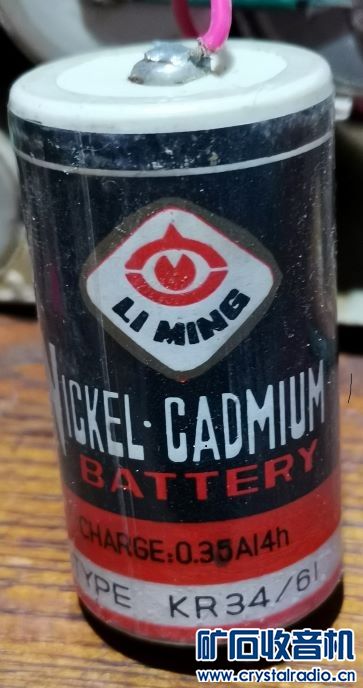 LI MING
NICKEL·CADMIUM
BATTERY
CHARGE:0.35A14h
TYPE KR34/61
矿石收音机
www.crystalradio.cn